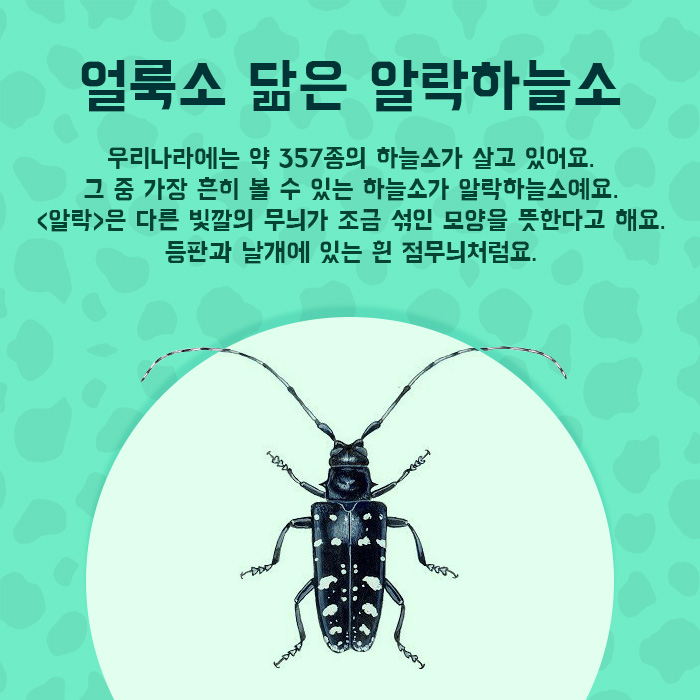 얼룩소 닮은 알락하늘소
우리나라에는 약 357종의 하늘소가 살고 있어요.
그 중 가장 흔히 볼 수 있는 하늘소가 알락하늘소예요.
<알락>은 다른 빛깔의 무늬가 조금 섞인 모양을 뜻한다고 해요.
등판과 날개에 있는 흰 점무늬처럼요.